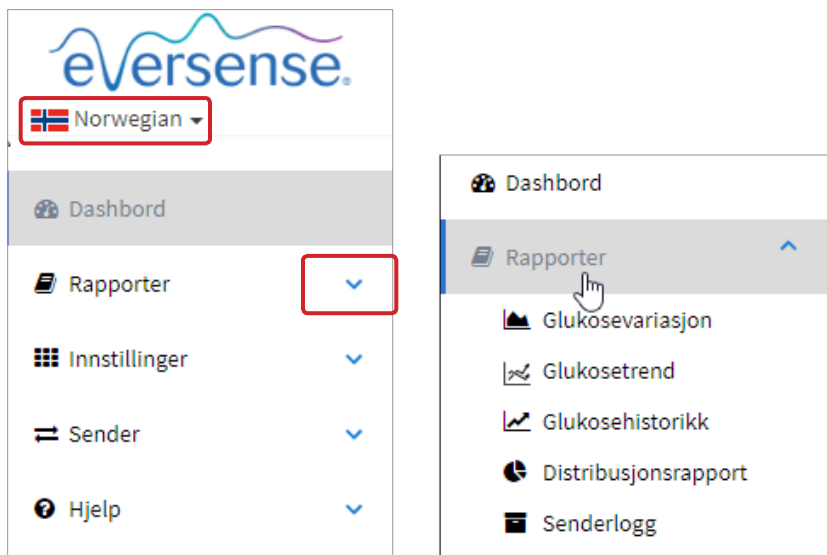 eversense®
Norwegian
Dashbord
Rapporter
Innstillinger
Sender
Hjelp
Dashbord
Rapporter
Glukosevariasjon
Glukosetrend
Glukosehistorikk
Distribusjonsrapport
Senderlogg